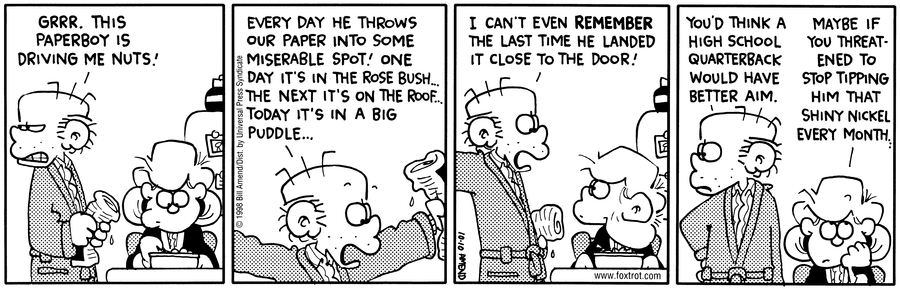 GRRR. THIS
PAPERBOY IS
DRIVING ME NUTS!
EVERY DAY HE THROWS
OUR PAPER INTO SOME
MISERABLE SPOT! ONE
DAY IT'S IN THE ROSE BUSH...
THE NEXT IT'S ON THE ROOF...
TODAY IT'S IN A BIG
PUDDLE...
© 1998 Bill Amend/Dist. by Universal Press Syndicate
I CAN'T EVEN REMEMBER
THE LAST TIME HE LANDED
IT CLOSE TO THE DOOR!
10-01
AMEND
www.foxtrot.com
YOU'D THINK A
HIGH SCHOOL
QUARTERBACK
WOULD HAVE
BETTER AIM.
MAYBE IF
YOU THREAT-
ENED TO
STOP TIPPING
HIM THAT
SHINY NICKEL
EVERY MONTH...